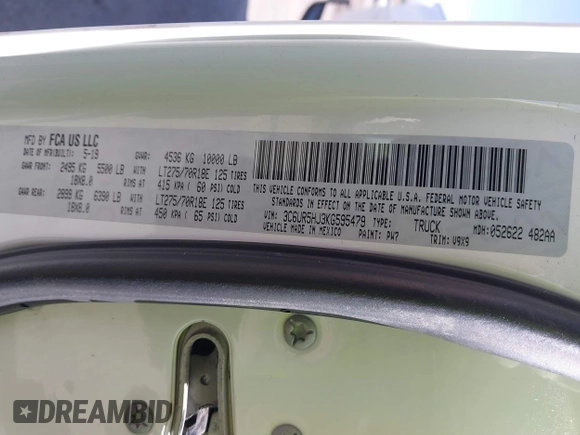 MFD BY FCA US LLC
DATE OF MFR(BUILT): 5-19
GVWR: 4536 KG 10000 LB
GAWR: FRONT 2495 KG 5500 LB LT275/70R18E 125 TIRES
18X8.0 RIMS AT 415 KPA ( 60 PSI) COLD
GAWR: REAR 2899 KG 6390 LB LT275/70R18E 125 TIRES
18X8.0 RIMS AT 450 KPA ( 65 PSI) COLD
THIS VEHICLE CONFORMS TO ALL APPLICABLE U.S.A. FEDERAL MOTOR VEHICLE SAFETY
STANDARDS IN EFFECT ON THE DATE OF MANUFACTURE SHOWN ABOVE.
VIN: 3C6UR5HJ3KG595479 TYPE: TRUCK MDH: 052622 482AA
VEHICLE MADE IN MEXICO PAINT: PW7 TRIM: V9X9
DREAMBID